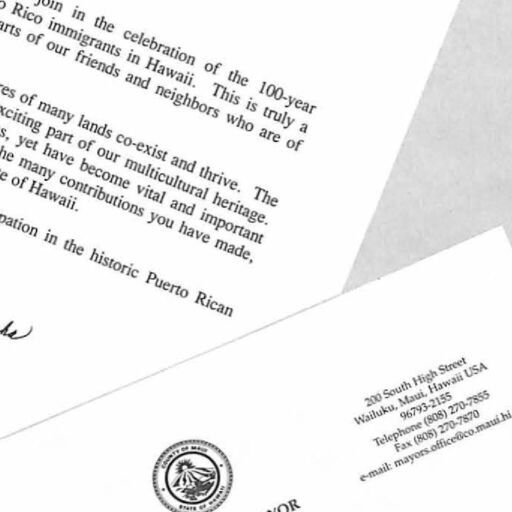 join in the celebration of the 100-year
Rico immigrants in Hawaii. This is truly a
arts of our friends and neighbors who are of
es of many lands co-exist and thrive. The
xciting part of our multicultural heritage.
s, yet have become vital and important
he many contributions you have made,
e of Hawaii.
pation in the historic Puerto Rican
200 South High Street
Wailuku, Maui, Hawaii USA
96793-2155
Telephone (808) 270-7855
Fax (808) 270-7870
e-mail: mayors.office@co.maui.hi
COUNTY OF MAUI
STATE OF HAWAII
YOR